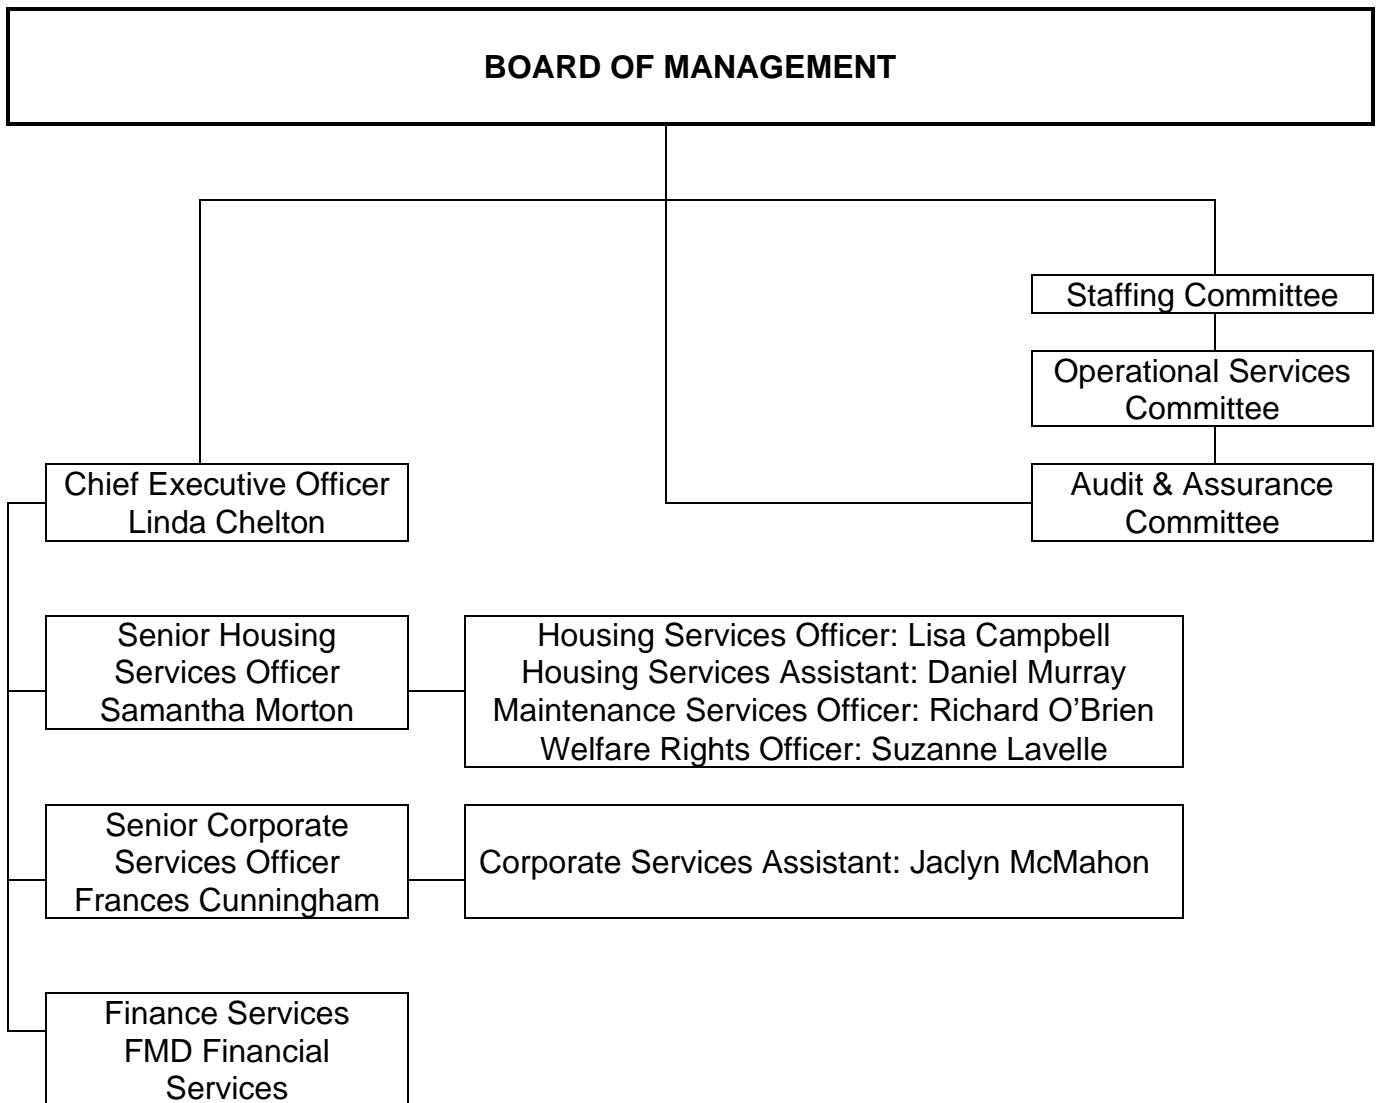 BOARD OF MANAGEMENT
Staffing Committee
Operational Services
Committee
Audit & Assurance
Committee
Chief Executive Officer
Linda Chelton
Senior Housing
Services Officer
Samantha Morton
Housing Services Officer: Lisa Campbell
Housing Services Assistant: Daniel Murray
Maintenance Services Officer: Richard O’Brien
Welfare Rights Officer: Suzanne Lavelle
Senior Corporate
Services Officer
Frances Cunningham
Corporate Services Assistant: Jaclyn McMahon
Finance Services
FMD Financial
Services